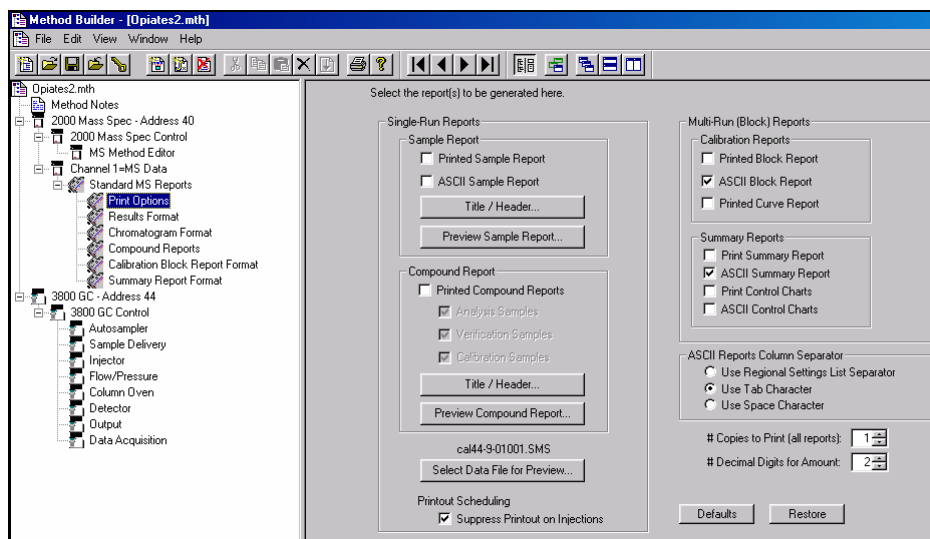 Method Builder - [Opiates2.mth]
File Edit View Window Help
Opiates2.mth
Method Notes
2000 Mass Spec - Address 40
2000 Mass Spec Control
MS Method Editor
Channel 1=MS Data
Standard MS Reports
Print Options
Results Format
Chromatogram Format
Compound Reports
Calibration Block Report Format
Summary Report Format
3800 GC - Address 44
3800 GC Control
Autosampler
Sample Delivery
Injector
Flow/Pressure
Column Oven
Detector
Output
Data Acquisition
Select the report(s) to be generated here.
Single-Run Reports
Sample Report
Printed Sample Report
ASCII Sample Report
Title / Header...
Preview Sample Report...
Compound Report
Printed Compound Reports
Analysis Samples
Verification Samples
Calibration Samples
Title / Header...
Preview Compound Report...
cal44-9-01001.SMS
Select Data File for Preview...
Printout Scheduling
Suppress Printout on Injections
Multi-Run (Block) Reports
Calibration Reports
Printed Block Report
ASCII Block Report
Printed Curve Report
Summary Reports
Print Summary Report
ASCII Summary Report
Print Control Charts
ASCII Control Charts
ASCII Reports Column Separator
Use Regional Settings List Separator
Use Tab Character
Use Space Character
# Copies to Print (all reports): 1
# Decimal Digits for Amount: 2
Defaults Restore